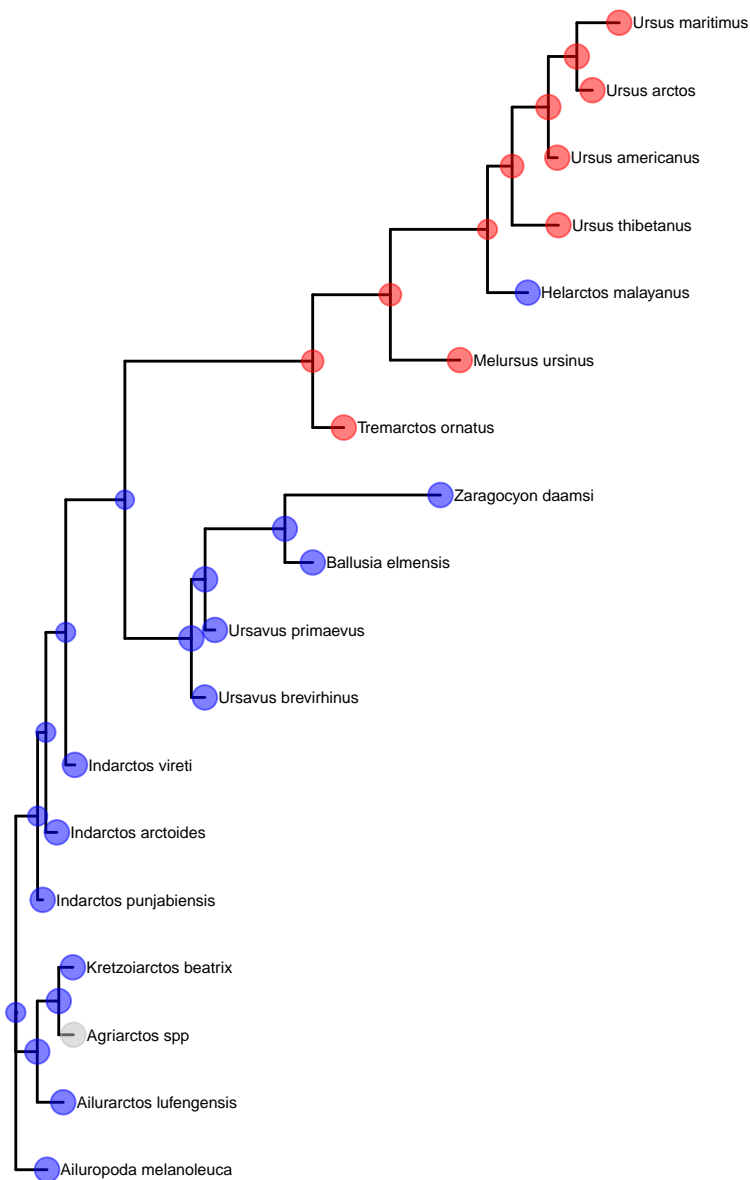 Ursus maritimus
Ursus arctos
Ursus americanus
Ursus thibetanus
Helarctos malayanus
Melursus ursinus
Tremarctos ornatus
Zaragocyon daamsi
Ballusia elmensis
Ursavus primaevus
Ursavus brevirhinus
Indarctos vireti
Indarctos arctoides
Indarctos punjabiensis
Kretzoiarctos beatrix
Agriarctos spp
Ailurarctos lufengensis
Ailuropoda melanoleuca